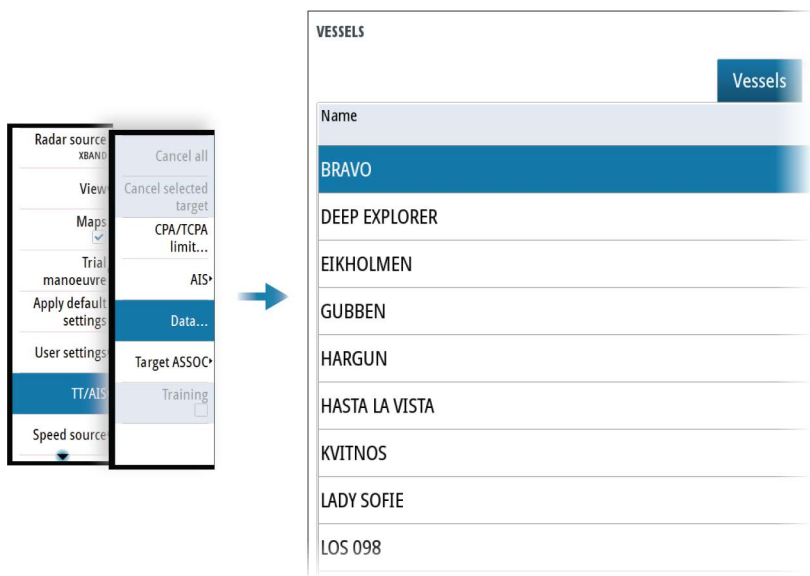 Radar source
XBAND
View
Maps
Trial
manoeuvre
Apply default
settings
User settings
TT/AIS
Speed source
Cancel all
Cancel selected
target
CPA/TCPA
limit...
AIS
Data...
Target ASSOC
Training
VESSELS
Vessels
Name
BRAVO
DEEP EXPLORER
EIKHOLMEN
GUBBEN
HARGUN
HASTA LA VISTA
KVITNOS
LADY SOFIE
LOS 098